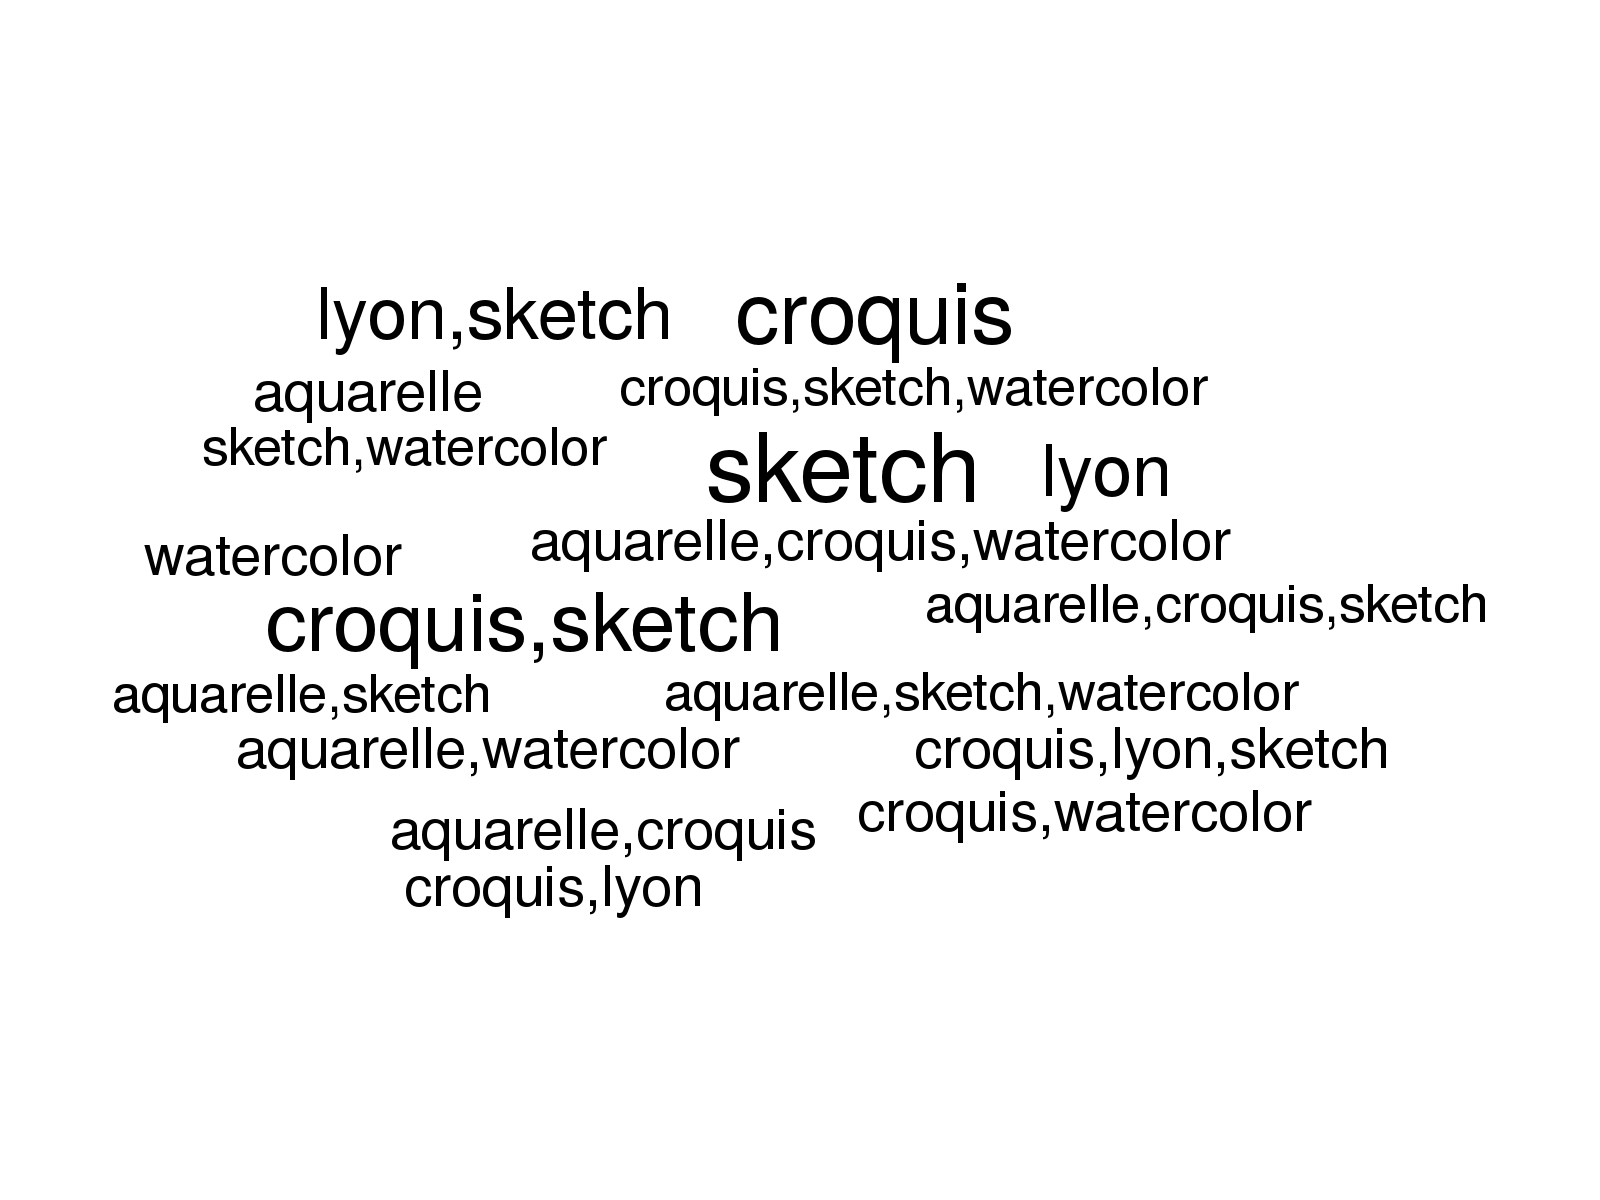 lyon,sketch croquis
aquarelle croquis,sketch,watercolor
sketch,watercolor
sketch lyon
watercolor aquarelle,croquis,watercolor
croquis,sketch aquarelle,croquis,sketch
aquarelle,sketch aquarelle,sketch,watercolor
aquarelle,watercolor croquis,lyon,sketch
aquarelle,croquis croquis,watercolor
croquis,lyon